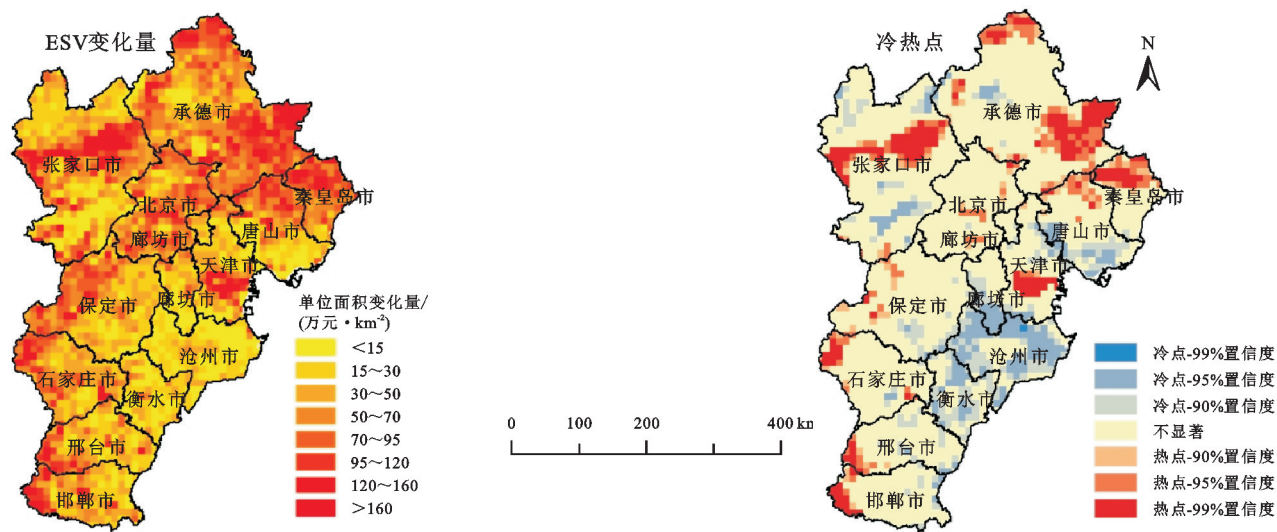 ESV变化量
承德市
张家口市
北京市
秦皇岛市
廊坊市
唐山市
天津市
保定市
廊坊市
沧州市
石家庄市
衡水市
邢台市
邯郸市
单位面积变化量/
(万元·km⁻²)
<15
15～30
30～50
50～70
70～95
95～120
120～160
>160
0 200 400 kn
冷热点
N
承德市
张家口市
秦皇岛市
北京市
唐山市
廊坊市
天津市
保定市
廊坊市
沧州市
石家庄市
衡水市
邢台市
邯郸市
冷点-99%置信度
冷点-95%置信度
冷点-90%置信度
不显著
热点-90%置信度
热点-95%置信度
热点-99%置信度